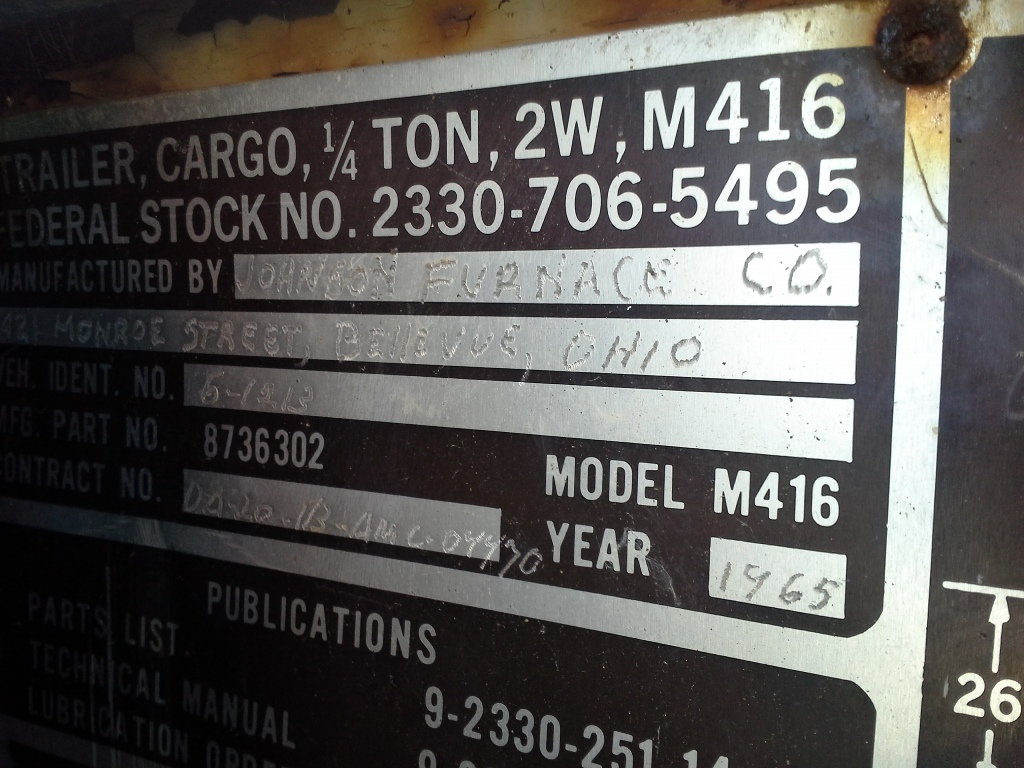 TRAILER, CARGO, 1/4 TON, 2W, M416
FEDERAL STOCK NO. 2330-706-5495
MANUFACTURED BY JOHNSON FURNACE CO.
421 MONROE STREET, BELLEVUE, OHIO
VEH. IDENT. NO.
MFG. PART NO. 8736302
MODEL M416
CONTRACT NO.
YEAR 1965
PUBLICATIONS
PARTS LIST
TECHNICAL MANUAL 9-2330-251-14
LUBRICATION
26